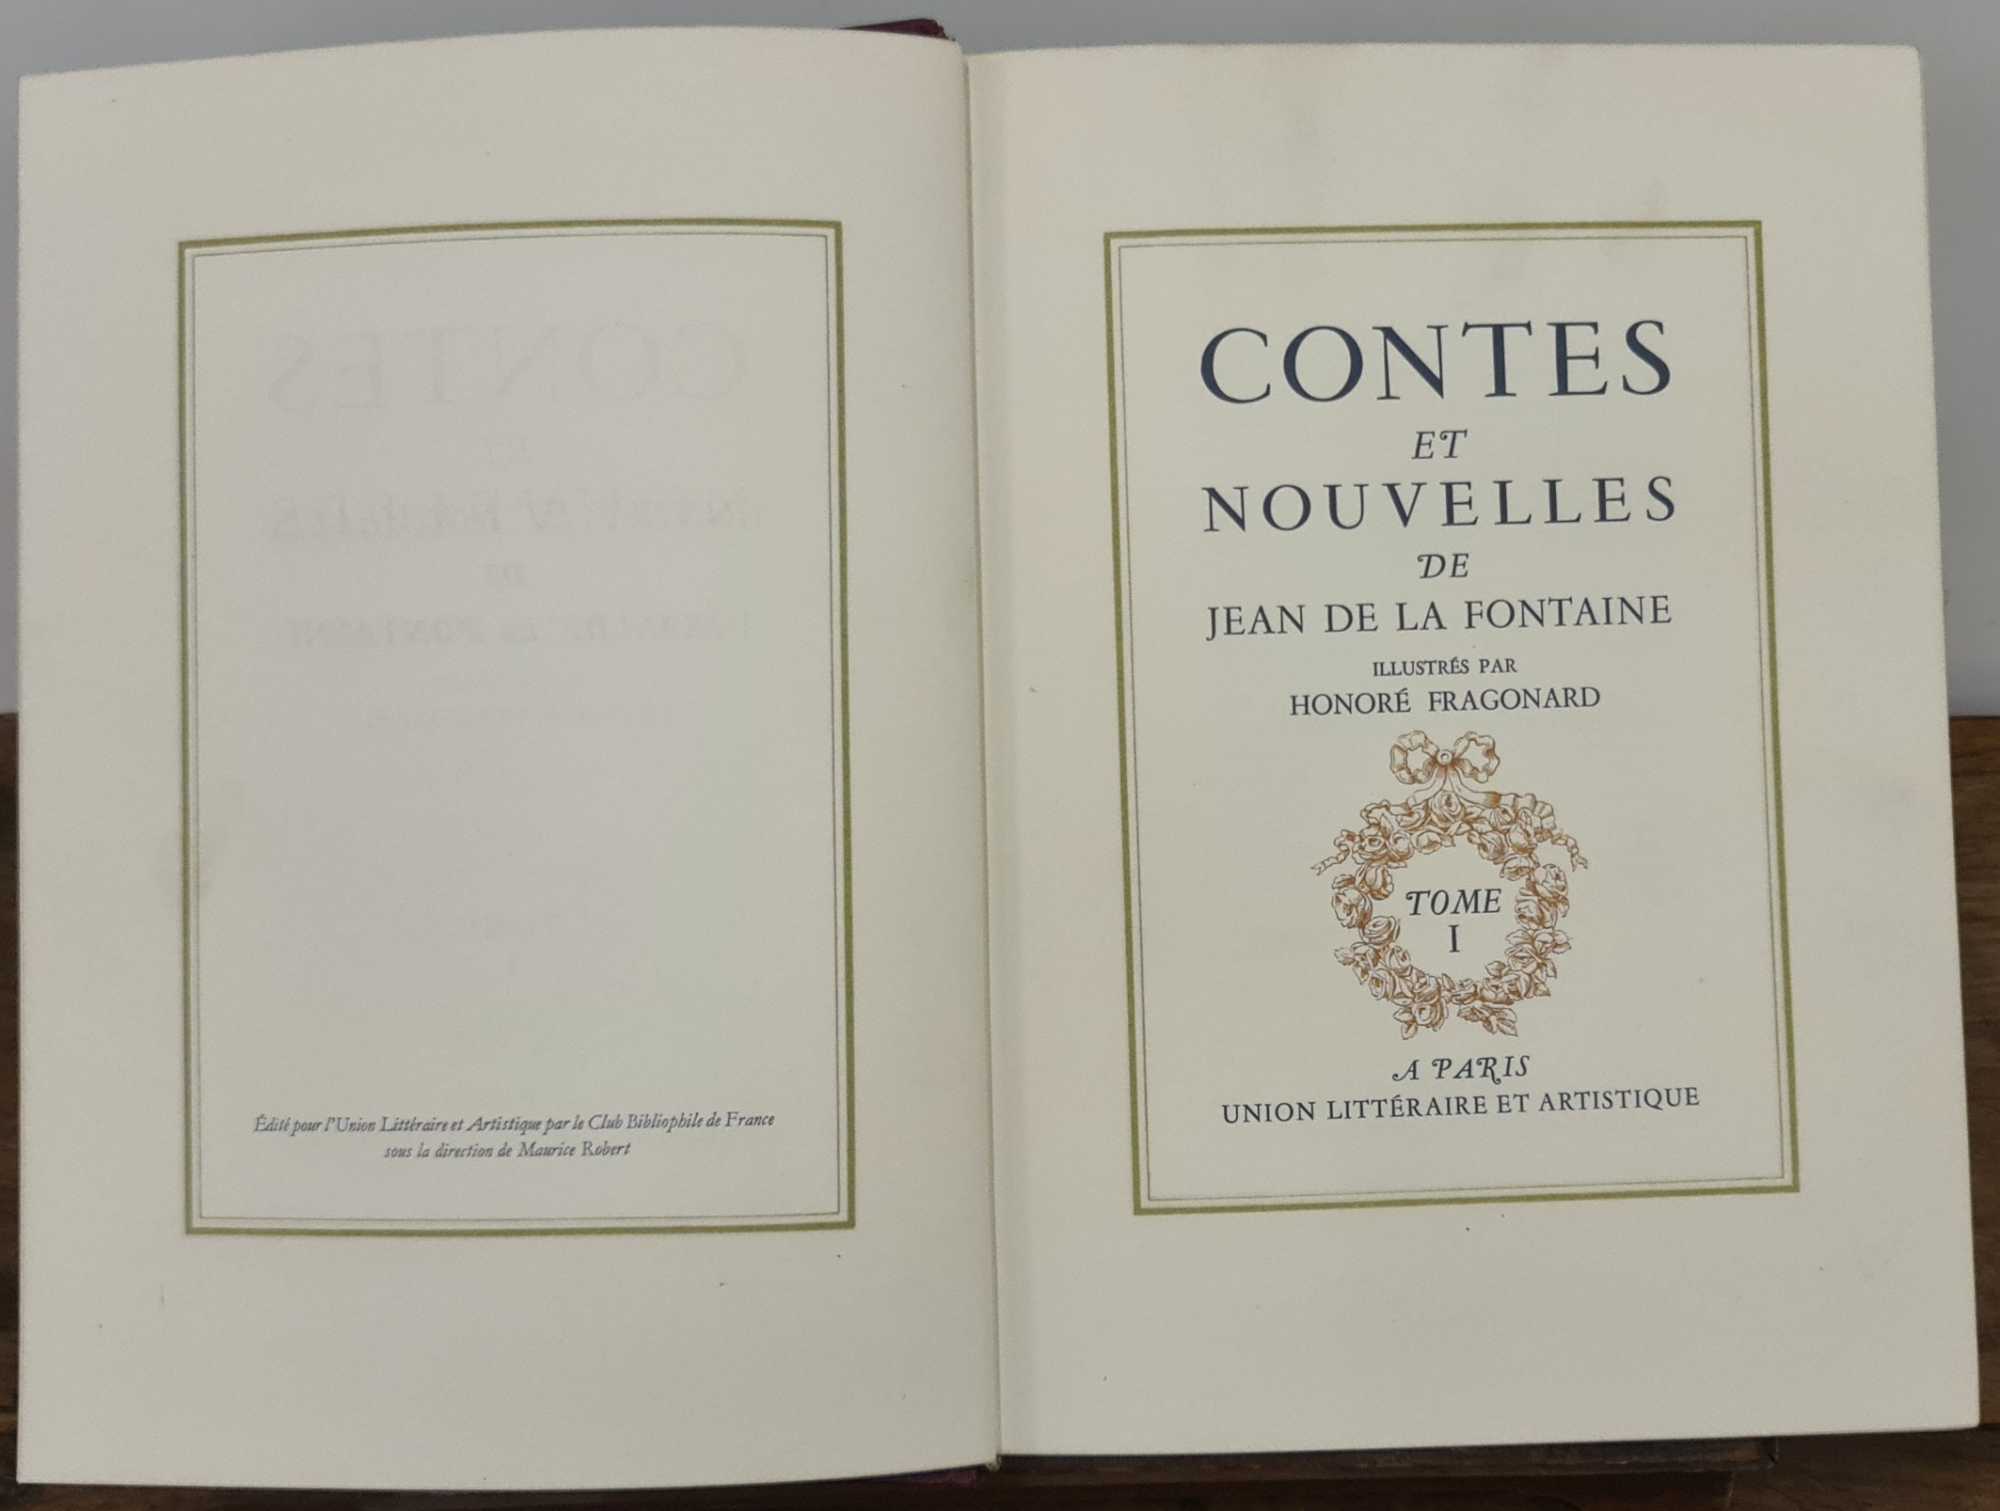 Édité pour l'Union Littéraire et Artistique par le Club Bibliophile de France
sous la direction de Maurice Robert
CONTES
ET
NOUVELLES
DE
JEAN DE LA FONTAINE
ILLUSTRÉS PAR
HONORÉ FRAGONARD
TOME
I
A PARIS
UNION LITTÉRAIRE ET ARTISTIQUE